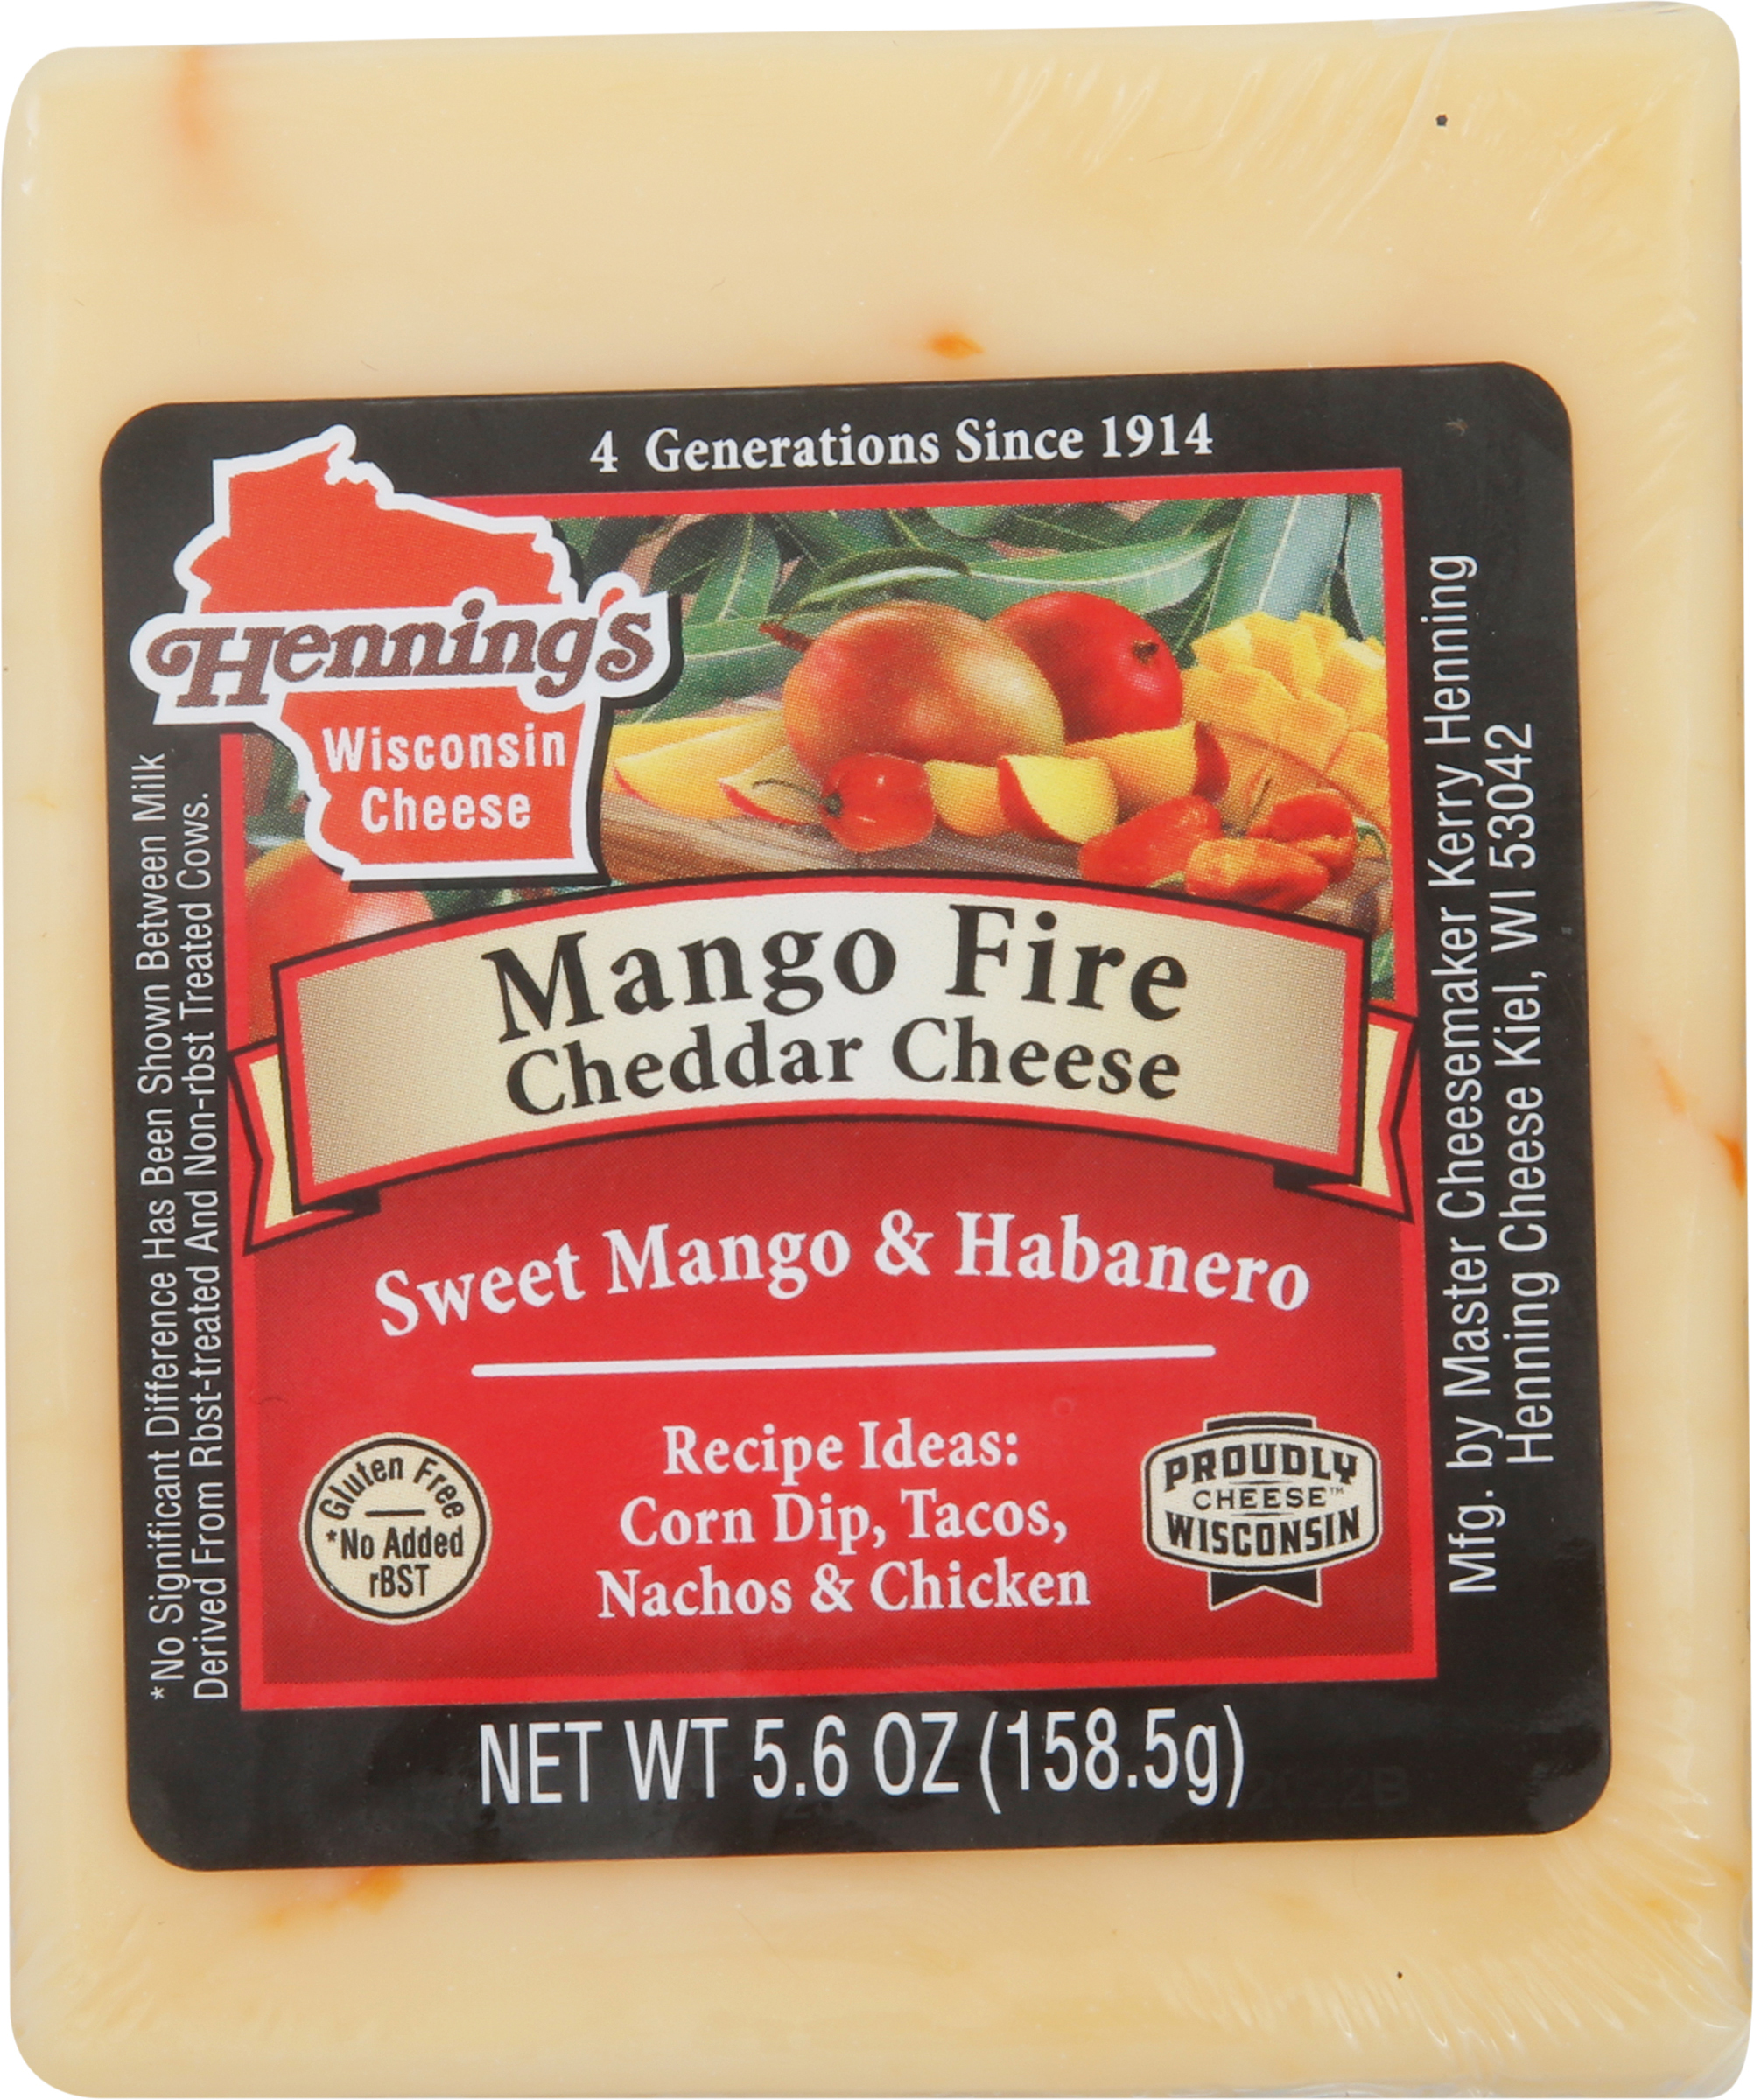 4 Generations Since 1914
Henning's
Wisconsin
Cheese
Mango Fire
Cheddar Cheese
Sweet Mango & Habanero
Recipe Ideas:
Corn Dip, Tacos,
Nachos & Chicken
Gluten Free
*No Added
rBST
PROUDLY
CHEESE™
WISCONSIN
NET WT 5.6 OZ (158.5g)
*No Significant Difference Has Been Shown Between Milk
Derived From Rbst-treated And Non-rbst Treated Cows.
Mfg. by Master Cheesemaker Kerry Henning
Henning Cheese Kiel, WI 53042